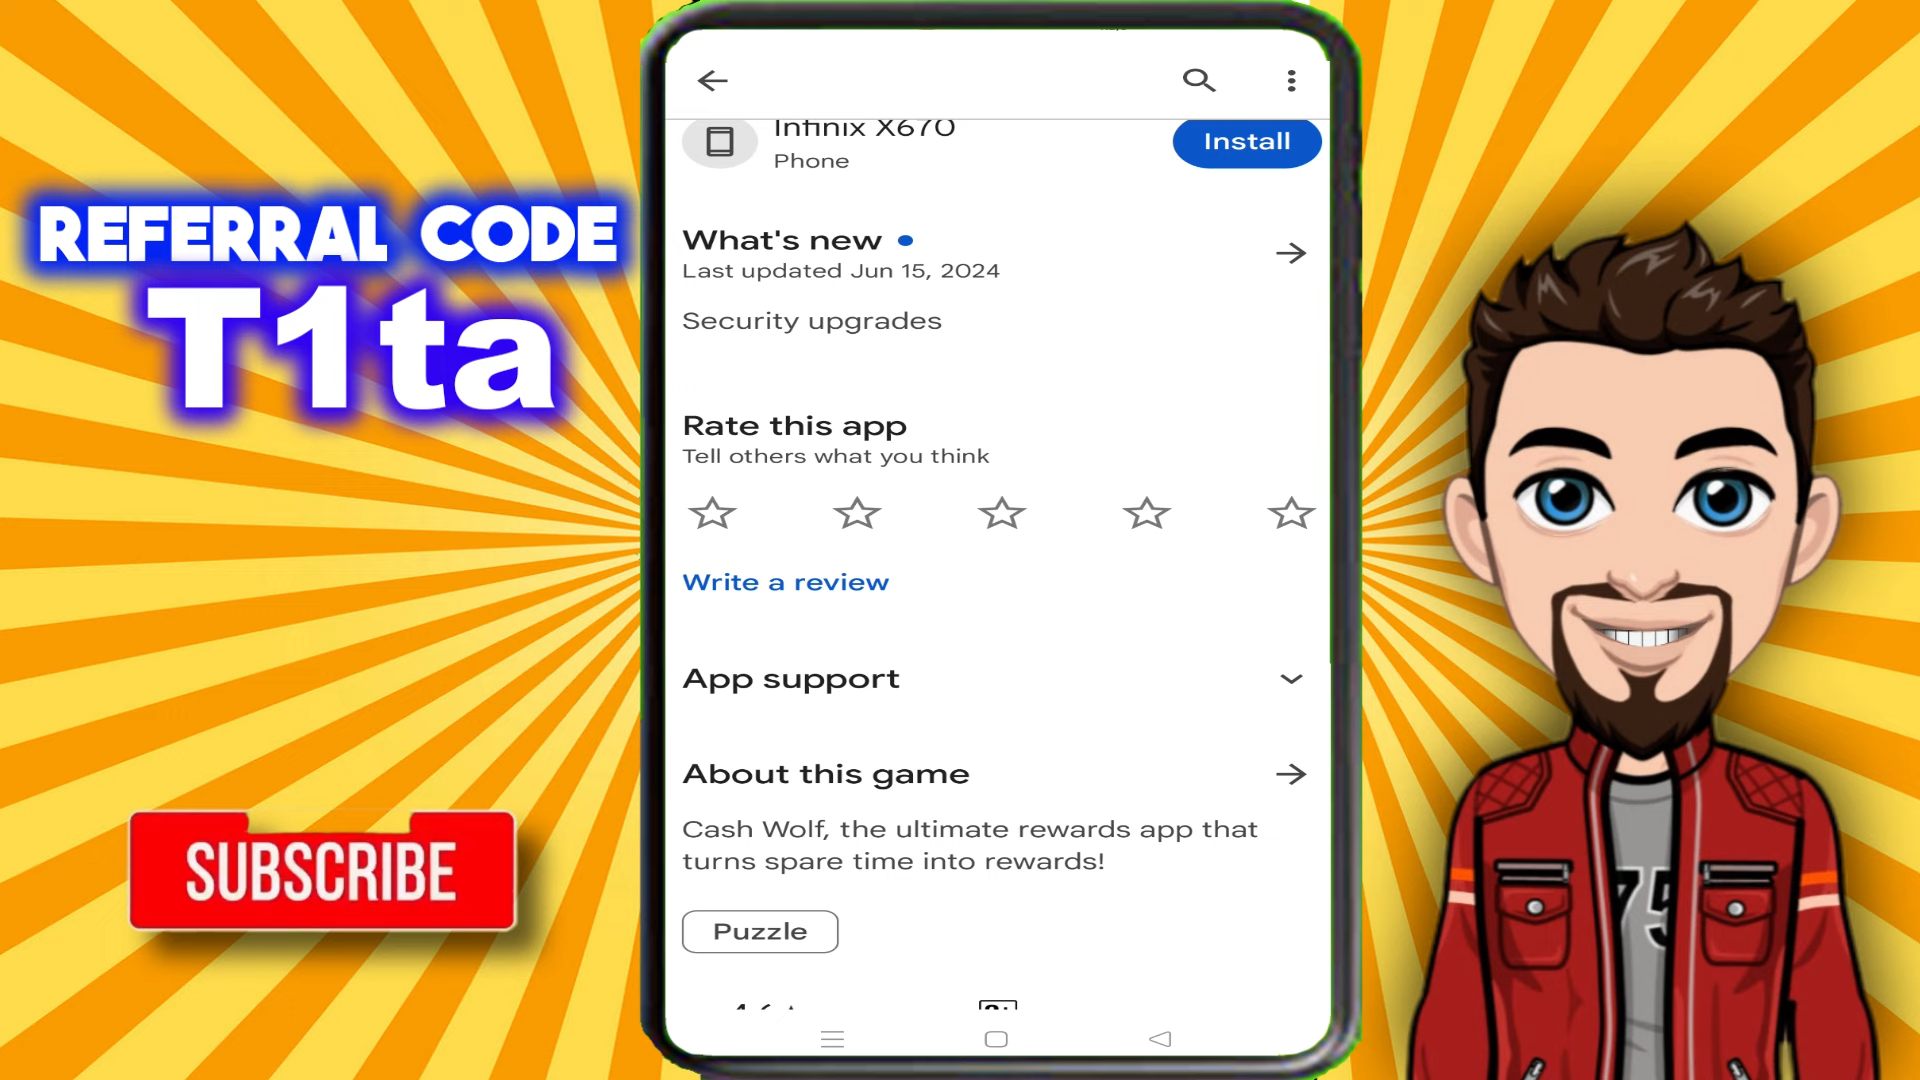 REFERRAL CODE
T1ta
SUBSCRIBE
Infinix X670
Phone
Install
What's new
Last updated Jun 15, 2024
Security upgrades
Rate this app
Tell others what you think
Write a review
App support
About this game
Cash Wolf, the ultimate rewards app that
turns spare time into rewards!
Puzzle
75